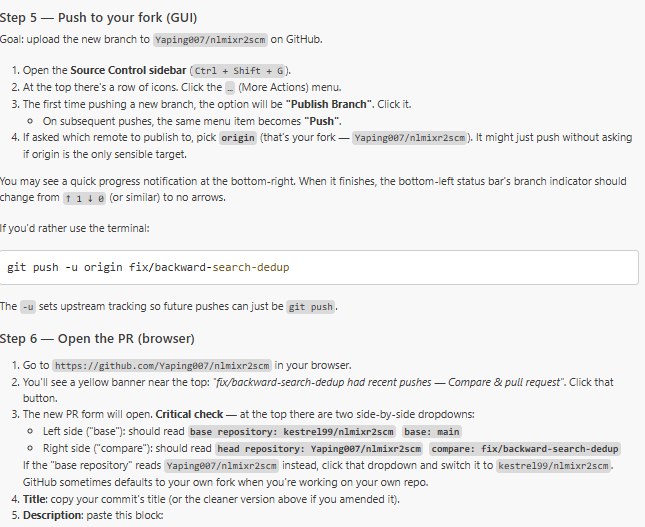 Step 5 — Push to your fork (GUI)
Goal: upload the new branch to Yaping007/nlmixr2scm on GitHub.
1. Open the Source Control sidebar (Ctrl + Shift + G).
2. At the top there's a row of icons. Click the … (More Actions) menu.
3. The first time pushing a new branch, the option will be "Publish Branch". Click it.
○ On subsequent pushes, the same menu item becomes "Push".
4. If asked which remote to publish to, pick origin (that's your fork — Yaping007/nlmixr2scm). It might just push without asking
if origin is the only sensible target.
You may see a quick progress notification at the bottom-right. When it finishes, the bottom-left status bar's branch indicator should
change from ↑ 1 ↓ 0 (or similar) to no arrows.
If you'd rather use the terminal:
git push -u origin fix/backward-search-dedup
The -u sets upstream tracking so future pushes can just be git push.
Step 6 — Open the PR (browser)
1. Go to https://github.com/Yaping007/nlmixr2scm in your browser.
2. You'll see a yellow banner near the top: "fix/backward-search-dedup had recent pushes — Compare & pull request". Click that
button.
3. The new PR form will open. Critical check — at the top there are two side-by-side dropdowns:
○ Left side ("base"): should read base repository: kestrel99/nlmixr2scm base: main
○ Right side ("compare"): should read head repository: Yaping007/nlmixr2scm compare: fix/backward-search-dedup
If the "base repository" reads Yaping007/nlmixr2scm instead, click that dropdown and switch it to kestrel99/nlmixr2scm.
GitHub sometimes defaults to your own fork when you're working on your own repo.
4. Title: copy your commit's title (or the cleaner version above if you amended it).
5. Description: paste this block: